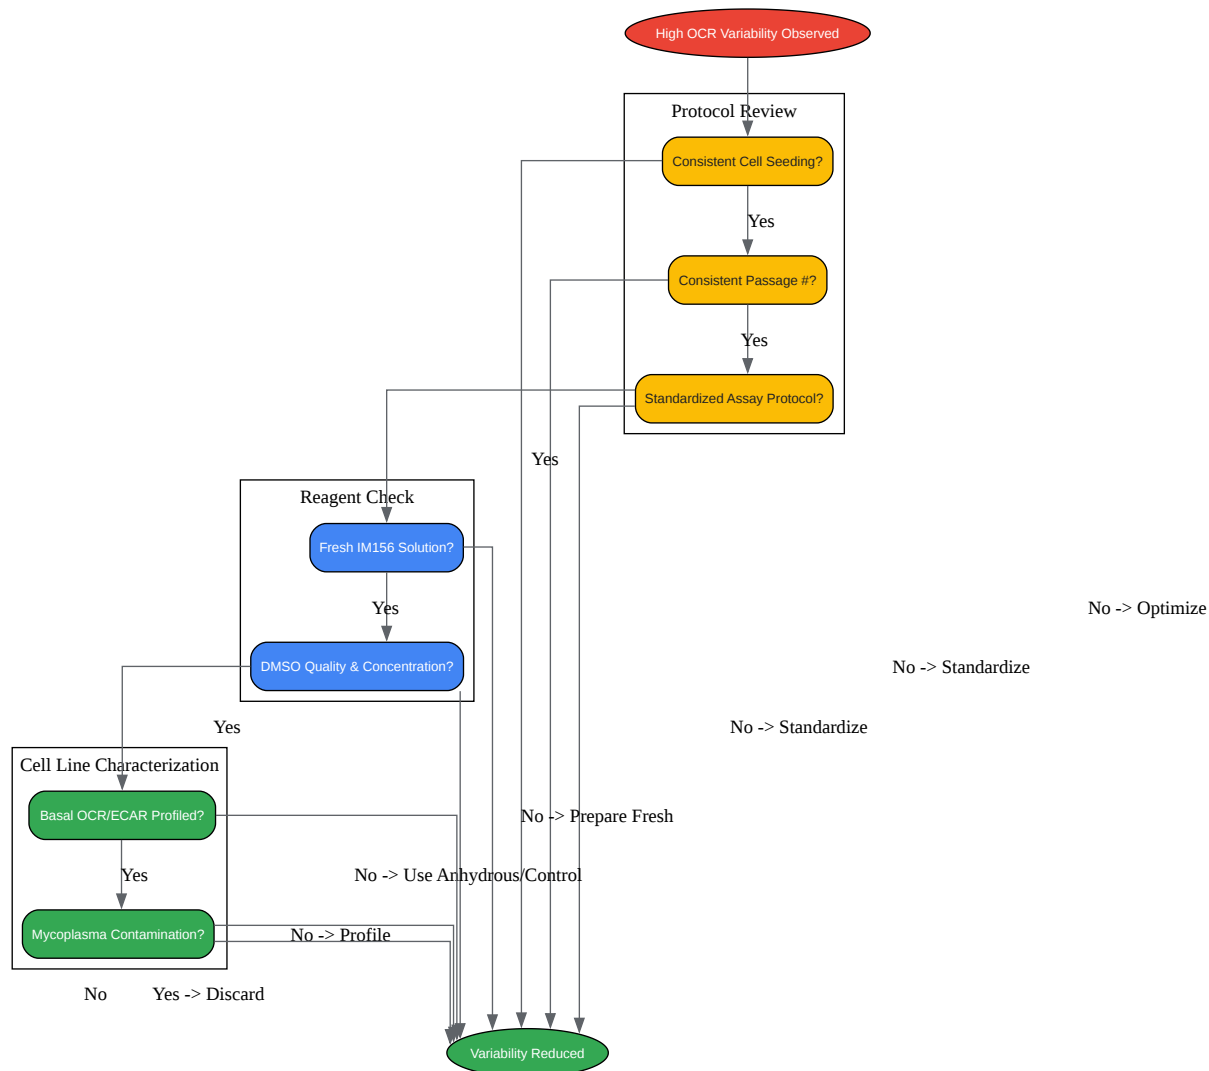 High OCR Variability Observed
Protocol Review
Consistent Cell Seeding?
Yes
Consistent Passage #?
Yes
Standardized Assay Protocol?
Yes
Reagent Check
Fresh IM156 Solution?
Yes
No -> Optimize
DMSO Quality & Concentration?
No -> Standardize
Yes
No -> Standardize
Cell Line Characterization
Basal OCR/ECAR Profiled?
No -> Prepare Fresh
Yes
No -> Use Anhydrous/Control
Mycoplasma Contamination?
No -> Profile
No
Yes -> Discard
Variability Reduced